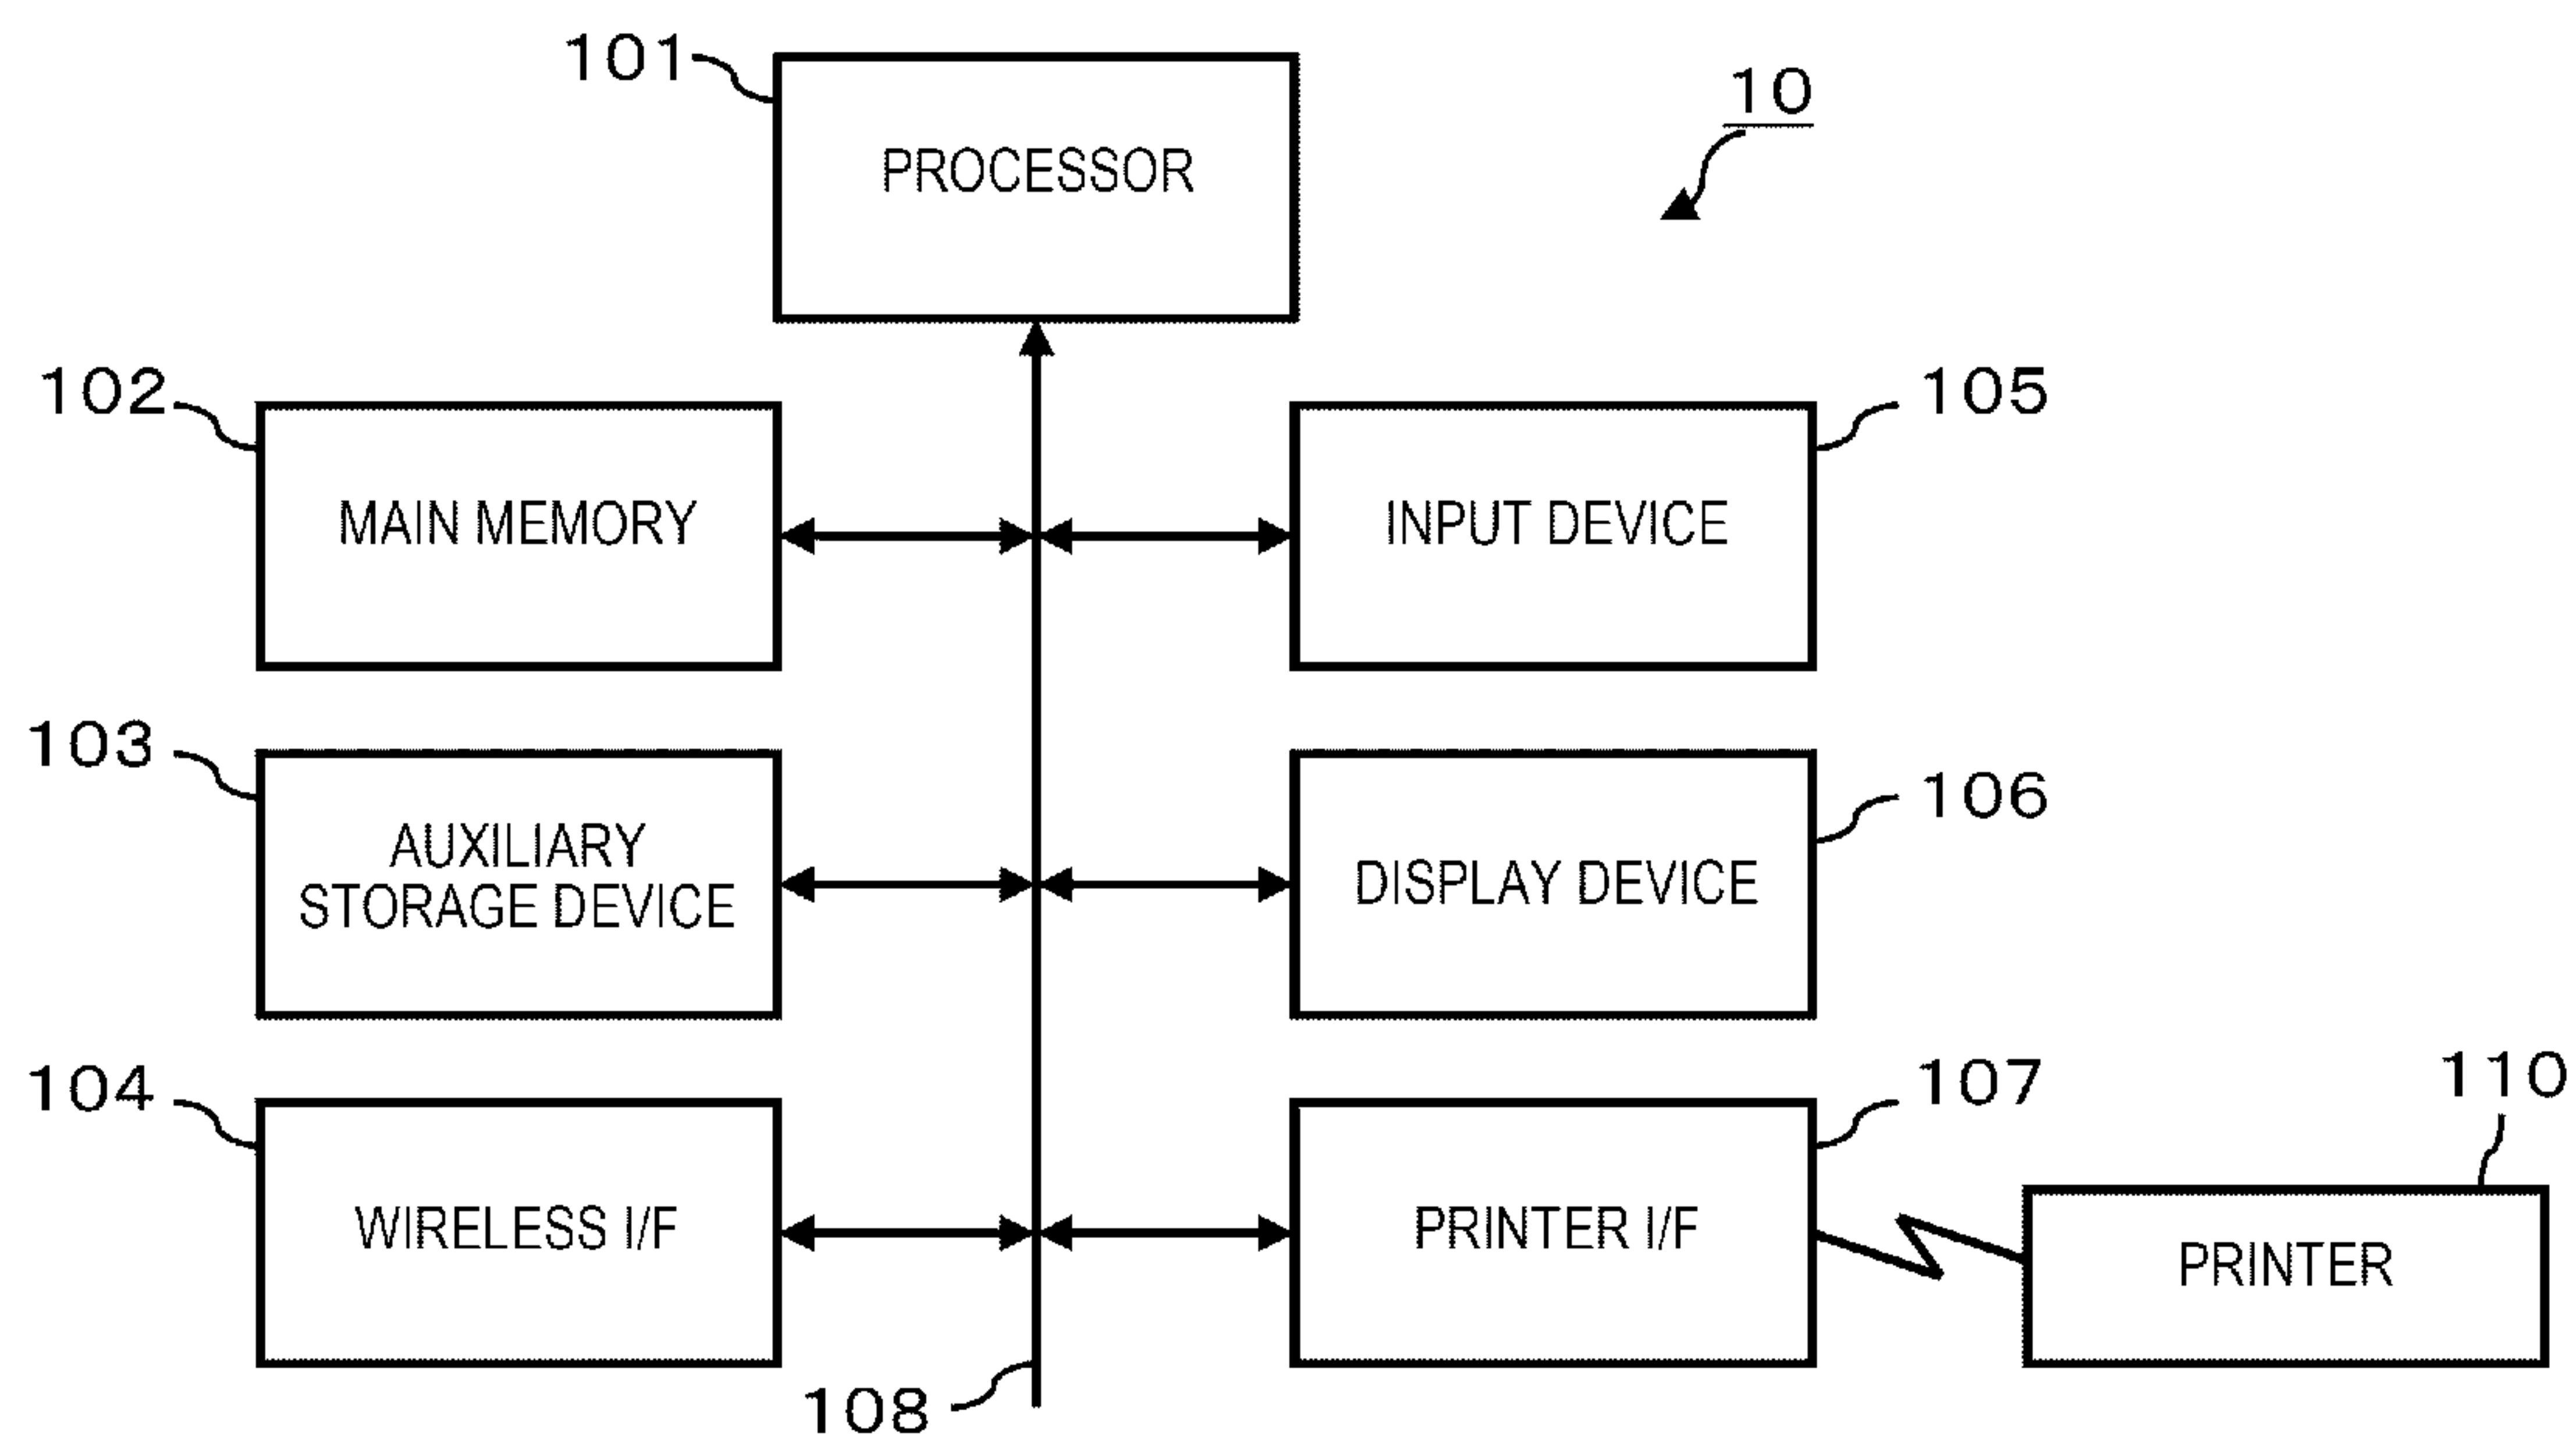 101
PROCESSOR
10
102
MAIN MEMORY
105
INPUT DEVICE
103
AUXILIARY
STORAGE DEVICE
106
DISPLAY DEVICE
104
WIRELESS I/F
107
PRINTER I/F
110
PRINTER
108